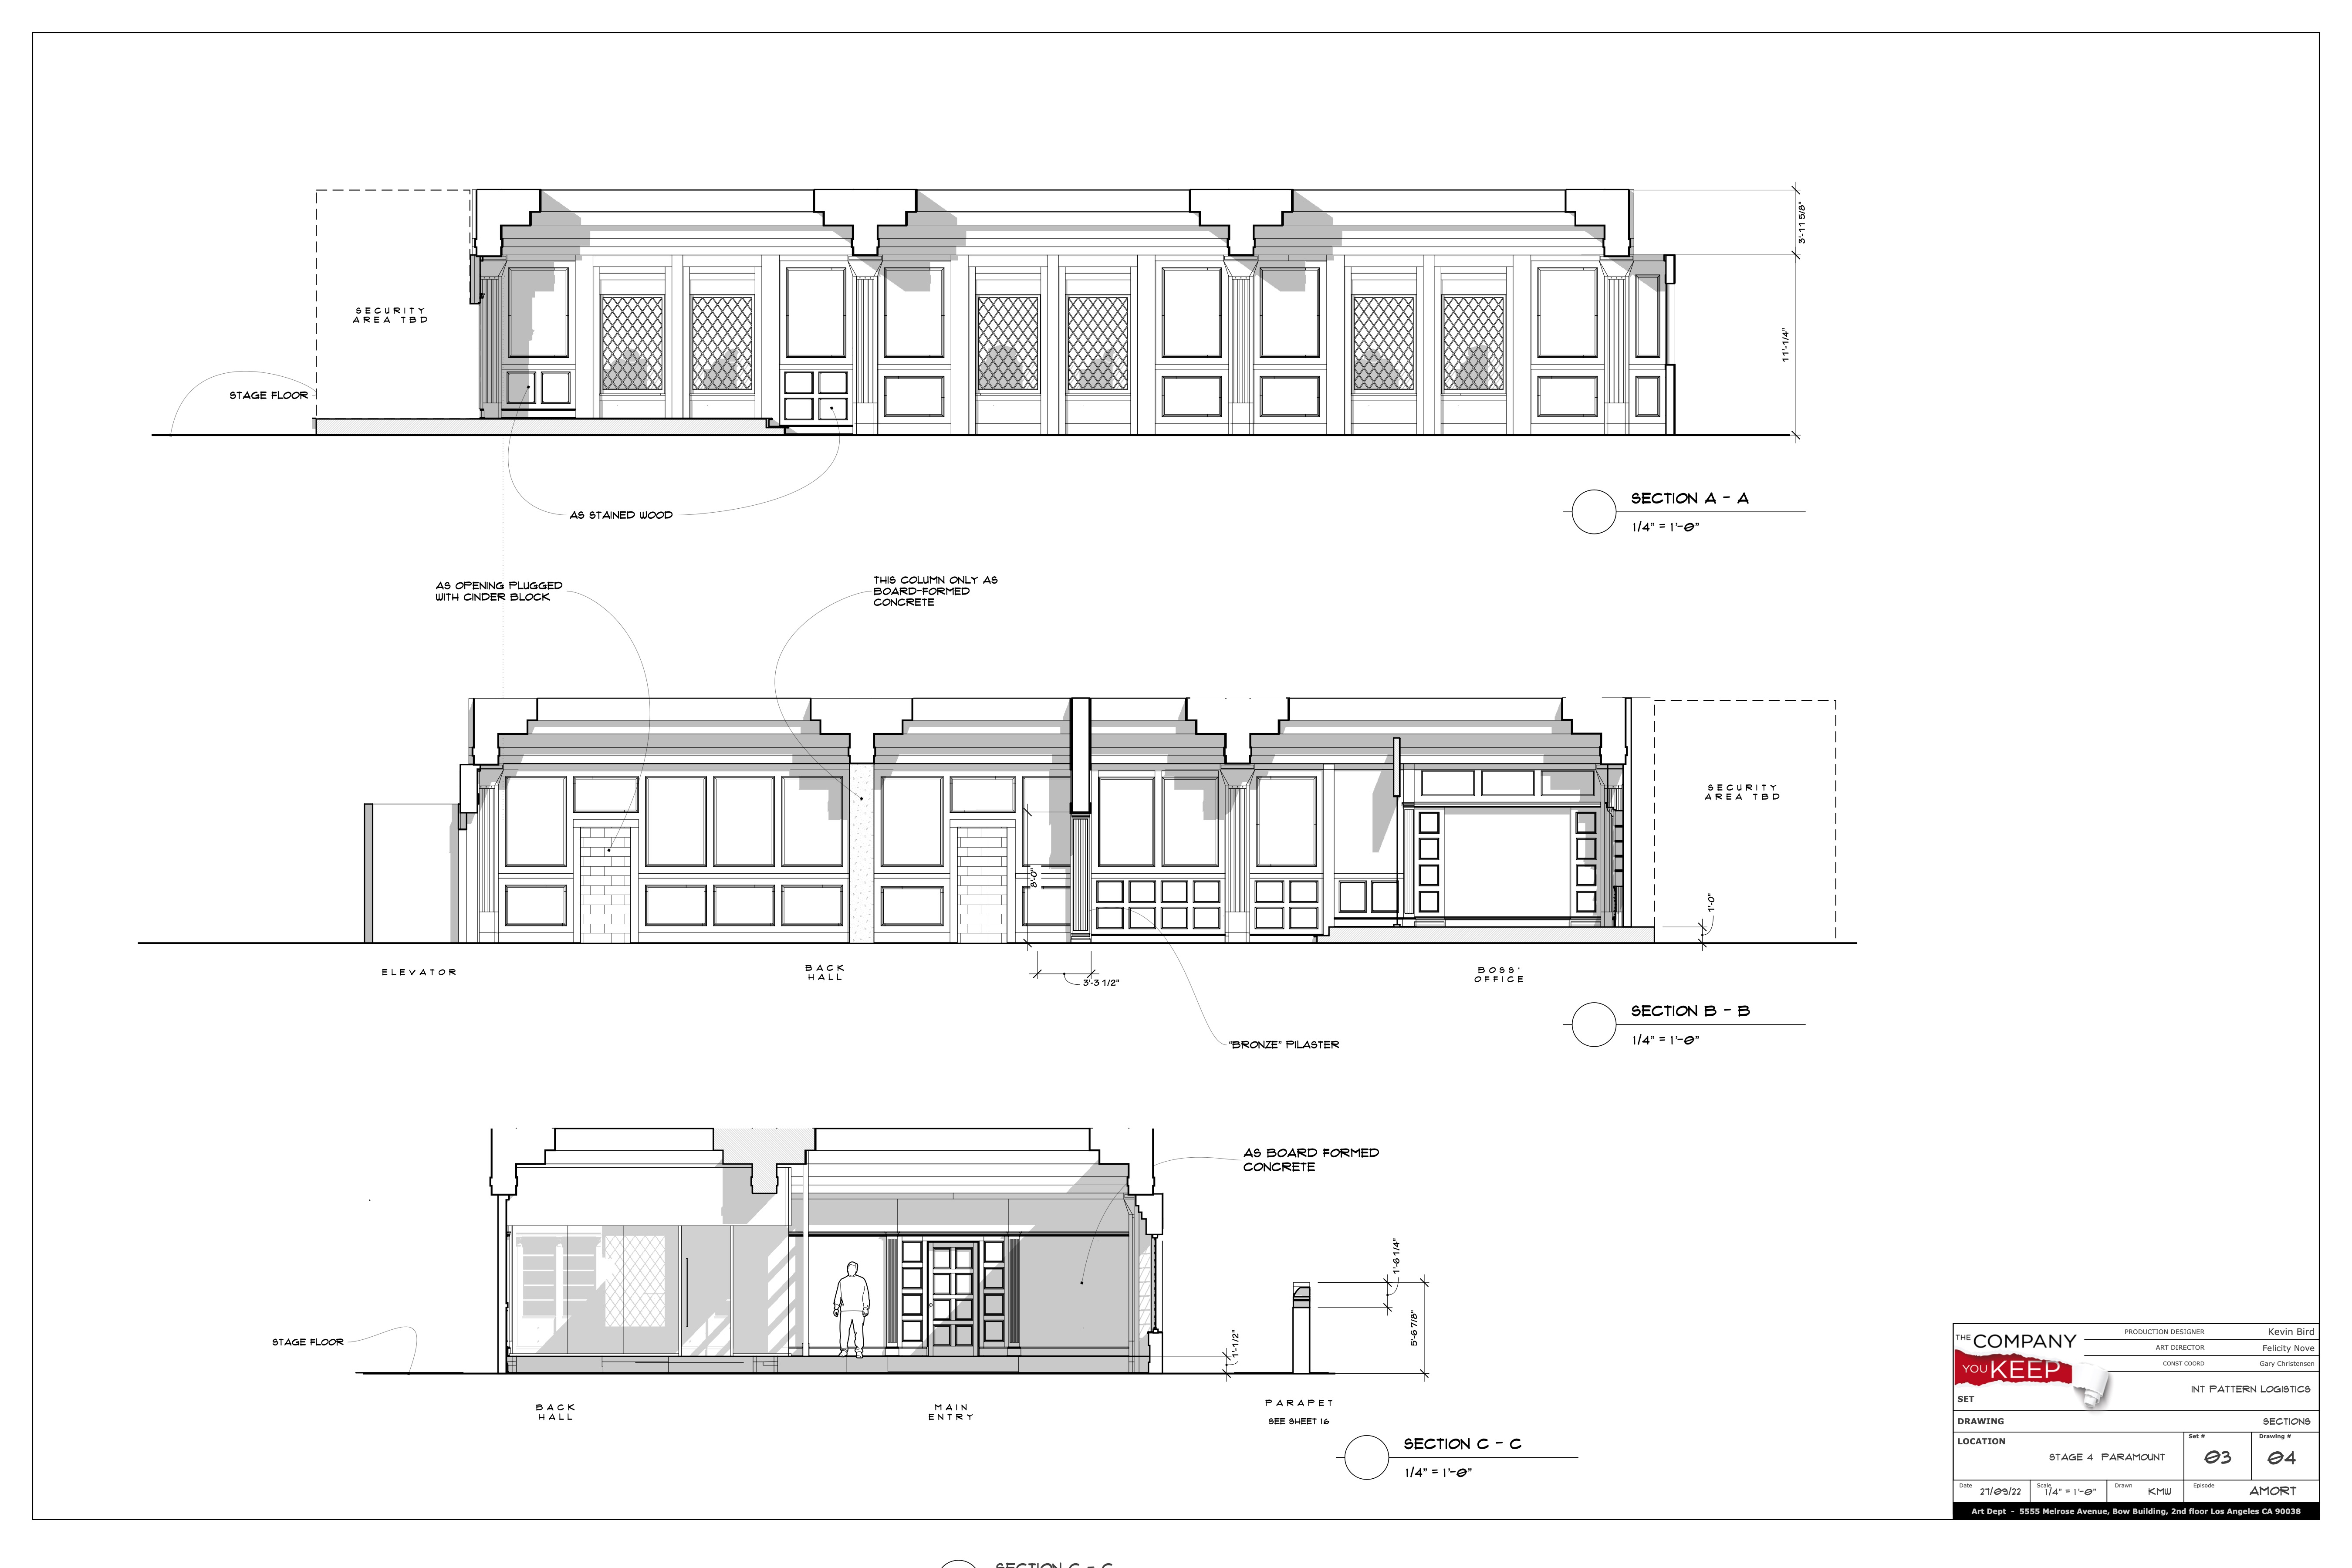 3'-11 5/8"
SECURITY
AREA TBD
11'-1/4"
STAGE FLOOR
AS STAINED WOOD
SECTION A - A
1/4" = 1'-0"
AS OPENING PLUGGED
WITH CINDER BLOCK
THIS COLUMN ONLY AS
BOARD-FORMED
CONCRETE
SECURITY
AREA TBD
8'-0"
1'-0"
ELEVATOR
BACK
HALL
3'-3 1/2"
BOSS'
OFFICE
SECTION B - B
1/4" = 1'-0"
"BRONZE" PILASTER
AS BOARD FORMED
CONCRETE
1'-6 1/4"
5'-6 7/8"
1'-1/2"
STAGE FLOOR
BACK
HALL
MAIN
ENTRY
PARAPET
SEE SHEET 16
SECTION C - C
1/4" = 1'-0"
THE COMPANY
YOU KEEP
PRODUCTION DESIGNER Kevin Bird
ART DIRECTOR Felicity Nove
CONST COORD Gary Christensen
SET INT PATTERN LOGISTICS
DRAWING SECTIONS
LOCATION STAGE 4 PARAMOUNT
Set # 03
Drawing # 04
Date 27/09/22
Scale 1/4" = 1'-0"
Drawn KMW
Episode AMORT
Art Dept - 5555 Melrose Avenue, Bow Building, 2nd floor Los Angeles CA 90038
SECTION C - C